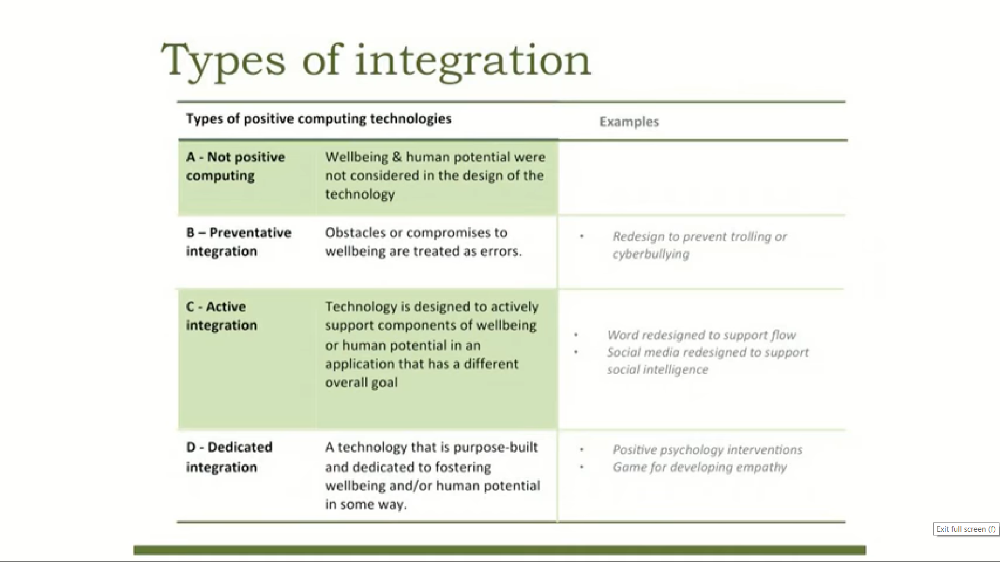 Types of integration
Types of positive computing technologies
Examples
A - Not positive
computing
Wellbeing & human potential were
not considered in the design of the
technology
B – Preventative
integration
Obstacles or compromises to
wellbeing are treated as errors.
• Redesign to prevent trolling or
cyberbullying
C - Active
integration
Technology is designed to actively
support components of wellbeing
or human potential in an
application that has a different
overall goal
• Word redesigned to support flow
• Social media redesigned to support
social intelligence
D - Dedicated
integration
A technology that is purpose-built
and dedicated to fostering
wellbeing and/or human potential
in some way.
• Positive psychology interventions
• Game for developing empathy
Exit full screen (f)